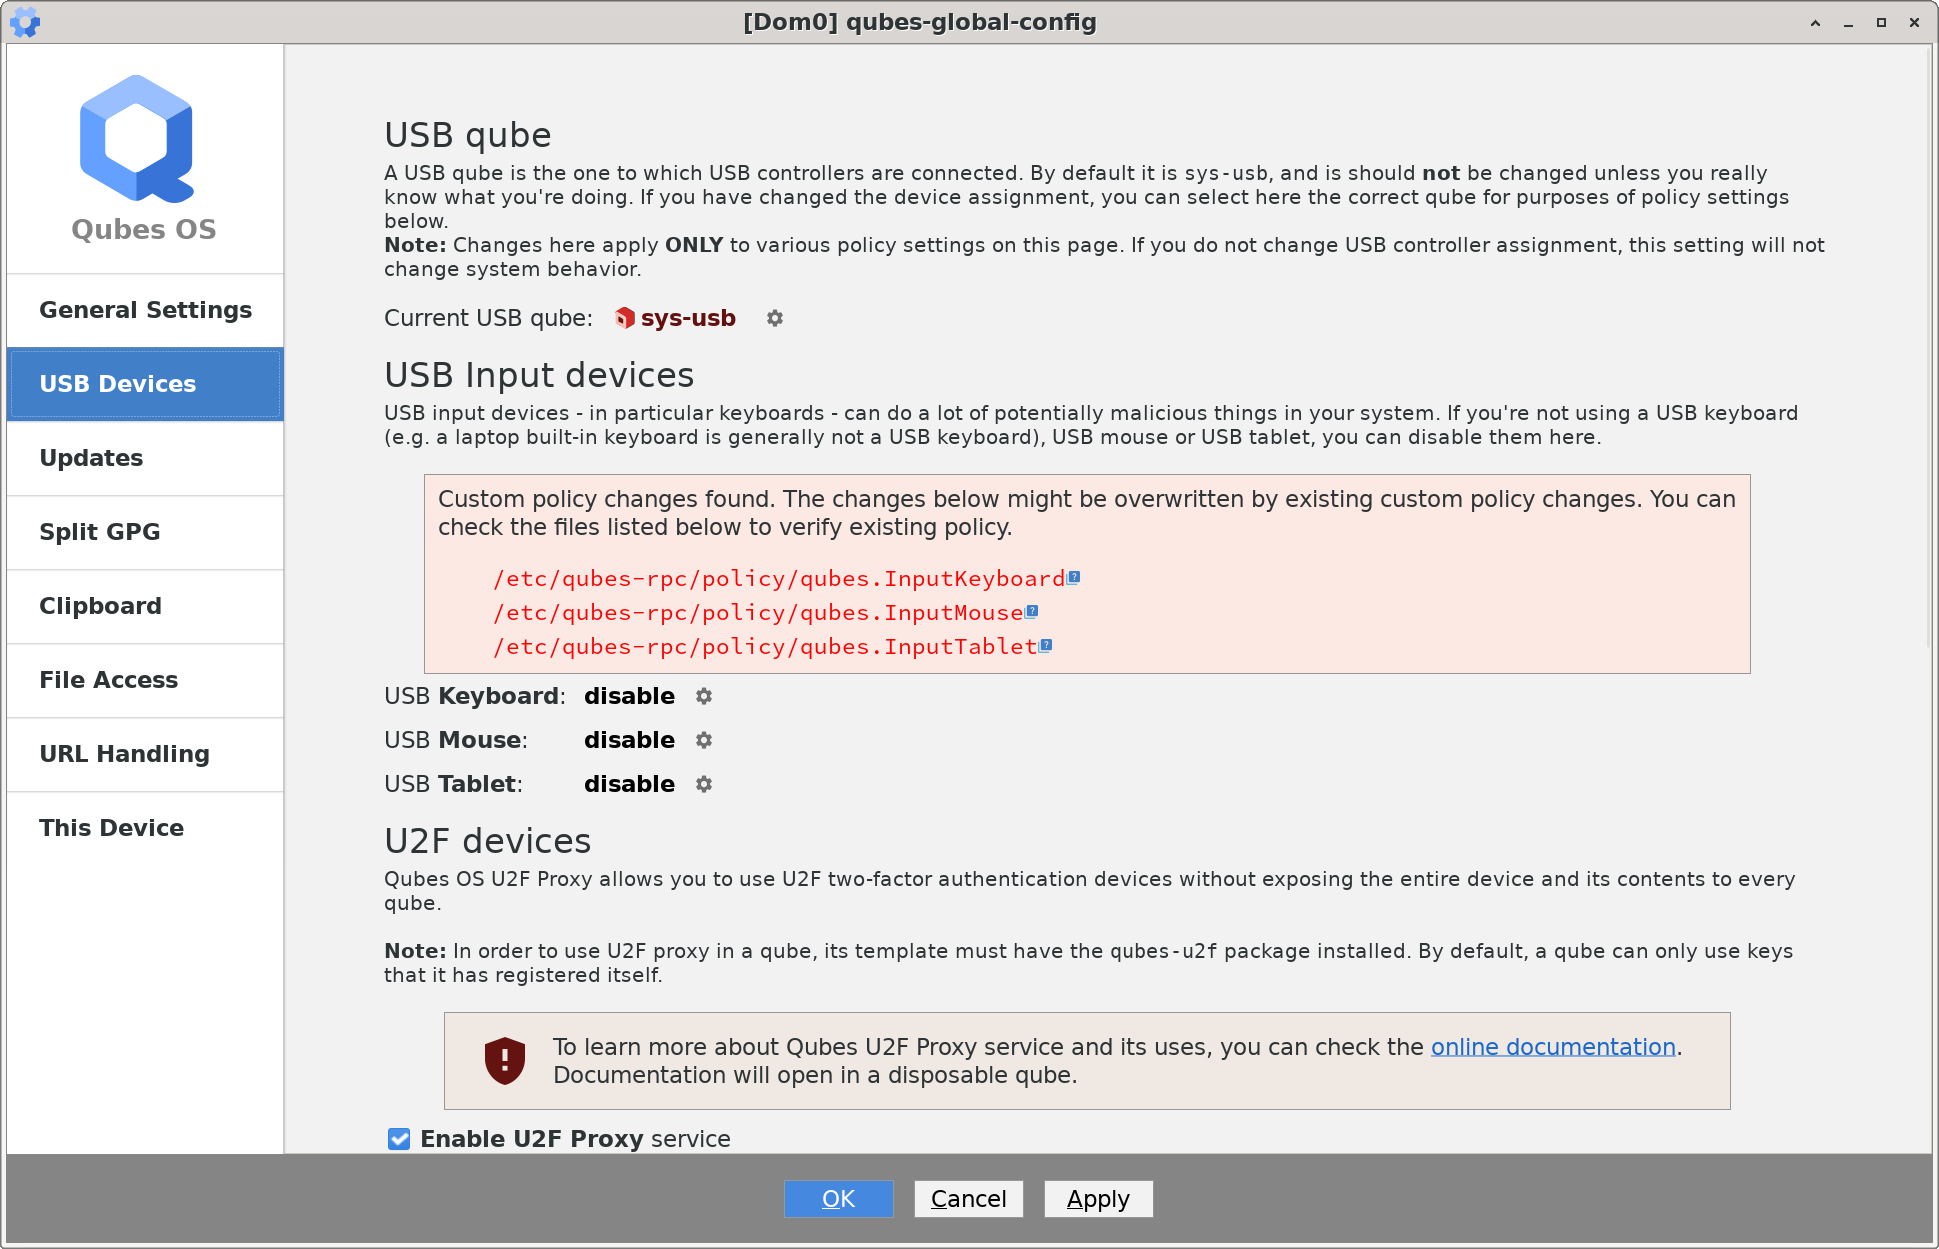 [Dom0] qubes-global-config
Qubes OS
General Settings
USB Devices
Updates
Split GPG
Clipboard
File Access
URL Handling
This Device
USB qube
A USB qube is the one to which USB controllers are connected. By default it is sys-usb, and is should not be changed unless you really
know what you're doing. If you have changed the device assignment, you can select here the correct qube for purposes of policy settings
below.
Note: Changes here apply ONLY to various policy settings on this page. If you do not change USB controller assignment, this setting will not
change system behavior.
Current USB qube: sys-usb
USB Input devices
USB input devices - in particular keyboards - can do a lot of potentially malicious things in your system. If you're not using a USB keyboard
(e.g. a laptop built-in keyboard is generally not a USB keyboard), USB mouse or USB tablet, you can disable them here.
Custom policy changes found. The changes below might be overwritten by existing custom policy changes. You can
check the files listed below to verify existing policy.
/etc/qubes-rpc/policy/qubes.InputKeyboard
/etc/qubes-rpc/policy/qubes.InputMouse
/etc/qubes-rpc/policy/qubes.InputTablet
USB Keyboard: disable
USB Mouse: disable
USB Tablet: disable
U2F devices
Qubes OS U2F Proxy allows you to use U2F two-factor authentication devices without exposing the entire device and its contents to every
qube.
Note: In order to use U2F proxy in a qube, its template must have the qubes-u2f package installed. By default, a qube can only use keys
that it has registered itself.
To learn more about Qubes U2F Proxy service and its uses, you can check the online documentation.
Documentation will open in a disposable qube.
Enable U2F Proxy service
OK Cancel Apply